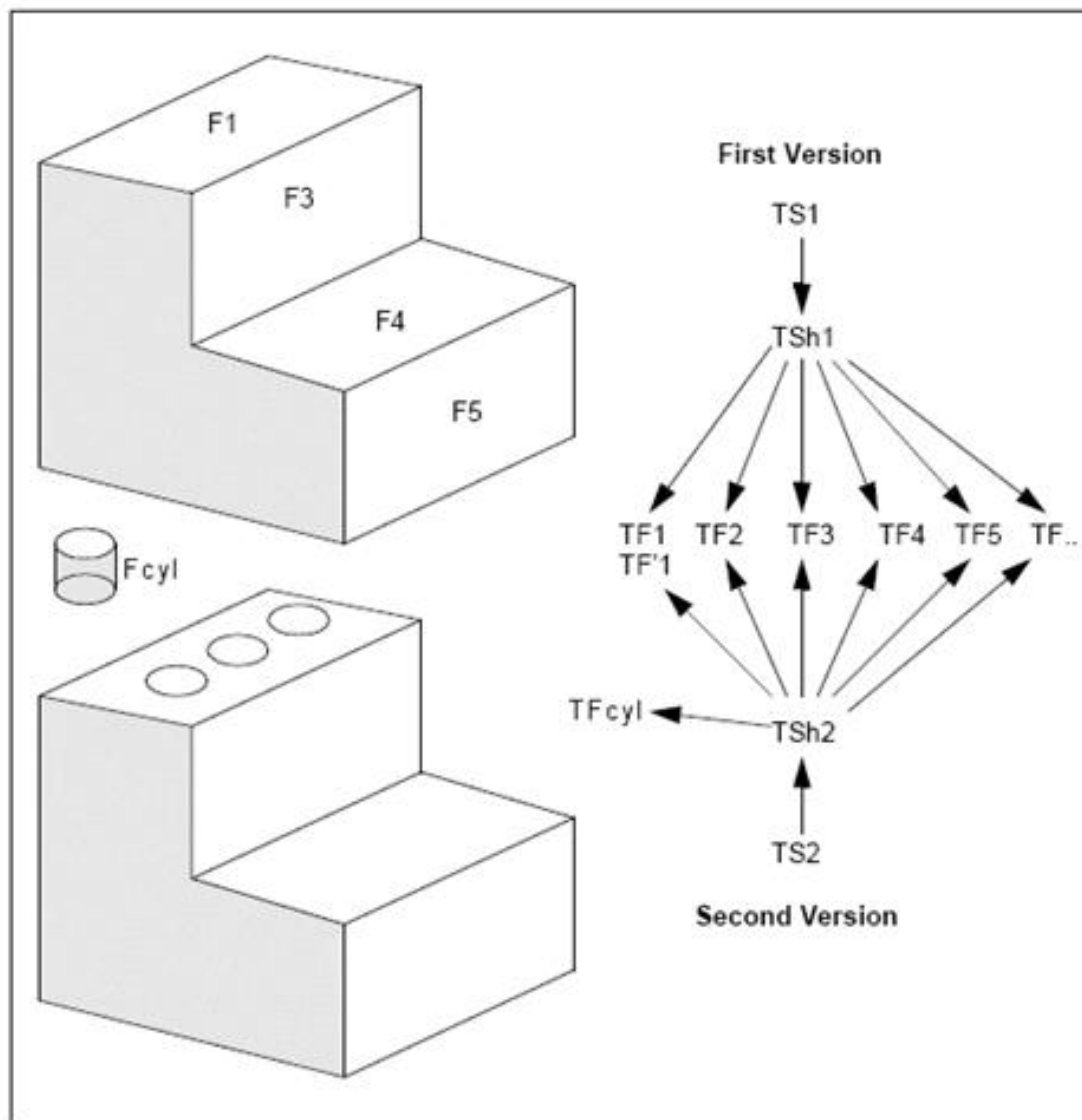 F1
F3
F4
F5
Fcyl
First Version
TS1
TSh1
TF1 TF2 TF3 TF4 TF5 TF..
TF'1
TFcyl
TSh2
TS2
Second Version